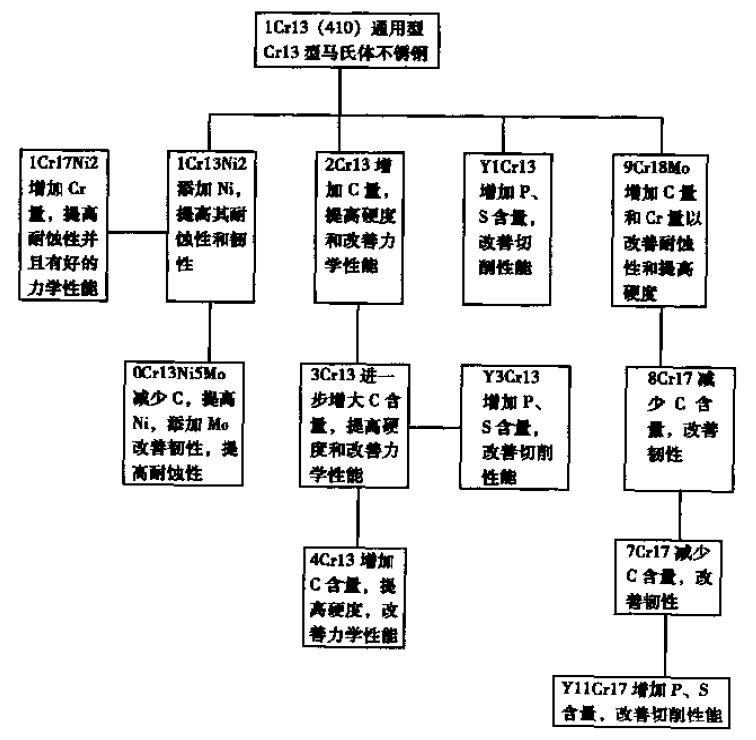 1Cr13（410）通用型
Cr13 型马氏体不锈钢
1Cr17Ni2
增加 Cr
量，提高
耐蚀性并
且有好的
力学性能
1Cr13Ni2
添加 Ni，
提高其耐
蚀性和韧
性
2Cr13 增
加 C 量，
提高硬度
和改善力
学性能
Y1Cr13
增加 P、
S 含量，
改善切
削性能
9Cr18Mo
增加 C 量
和 Cr 量以
改善耐蚀
性和提高
硬度
0Cr13Ni5Mo
减少 C，提高
Ni，添加 Mo
改善韧性，提
高耐蚀性
3Cr13 进一
步增大 C 含
量，提高硬
度和改善力
学性能
Y3Cr13
增加 P、
S 含量，
改善切削
性能
8Cr17 减
少 C 含
量，改善
韧性
4Cr13 增加
C 含量，提
高硬度，改
善力学性能
7Cr17 减少
C 含量，改
善韧性
Y11Cr17 增加 P、S
含量，改善切削性能